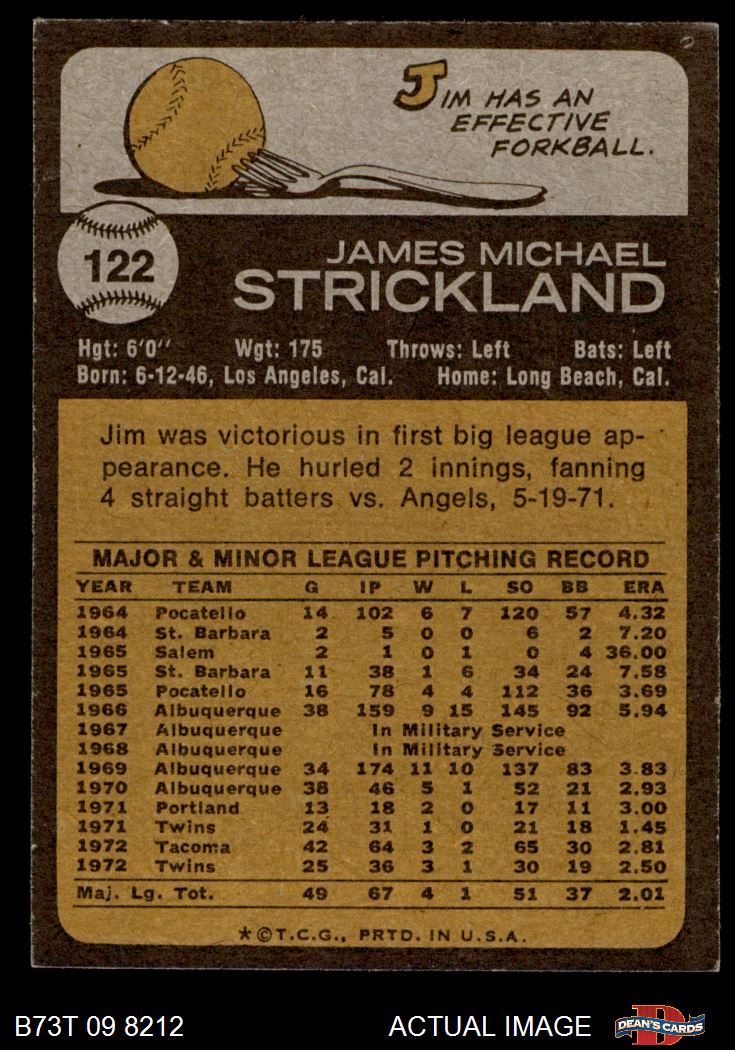 JIM HAS AN
EFFECTIVE
FORKBALL.
122
JAMES MICHAEL
STRICKLAND
Hgt: 6'0'' Wgt: 175 Throws: Left Bats: Left
Born: 6-12-46, Los Angeles, Cal. Home: Long Beach, Cal.
Jim was victorious in first big league ap-
pearance. He hurled 2 innings, fanning
4 straight batters vs. Angels, 5-19-71.
MAJOR & MINOR LEAGUE PITCHING RECORD
YEAR TEAM G IP W L SO BB ERA
1964 Pocatello 14 102 6 7 120 57 4.32
1964 St. Barbara 2 5 0 0 6 2 7.20
1965 Salem 2 1 0 1 0 4 36.00
1965 St. Barbara 11 38 1 6 34 24 7.58
1965 Pocatello 16 78 4 4 112 36 3.69
1966 Albuquerque 38 159 9 15 145 92 5.94
1967 Albuquerque In Military Service
1968 Albuquerque In Military Service
1969 Albuquerque 34 174 11 10 137 83 3.83
1970 Albuquerque 38 46 5 1 52 21 2.93
1971 Portland 13 18 2 0 17 11 3.00
1971 Twins 24 31 1 0 21 18 1.45
1972 Tacoma 42 64 3 2 65 30 2.81
1972 Twins 25 36 3 1 30 19 2.50
Maj. Lg. Tot. 49 67 4 1 51 37 2.01
*©T.C.G., PRTD. IN U.S.A.
B73T 09 8212 ACTUAL IMAGE D DEAN'S CARDS